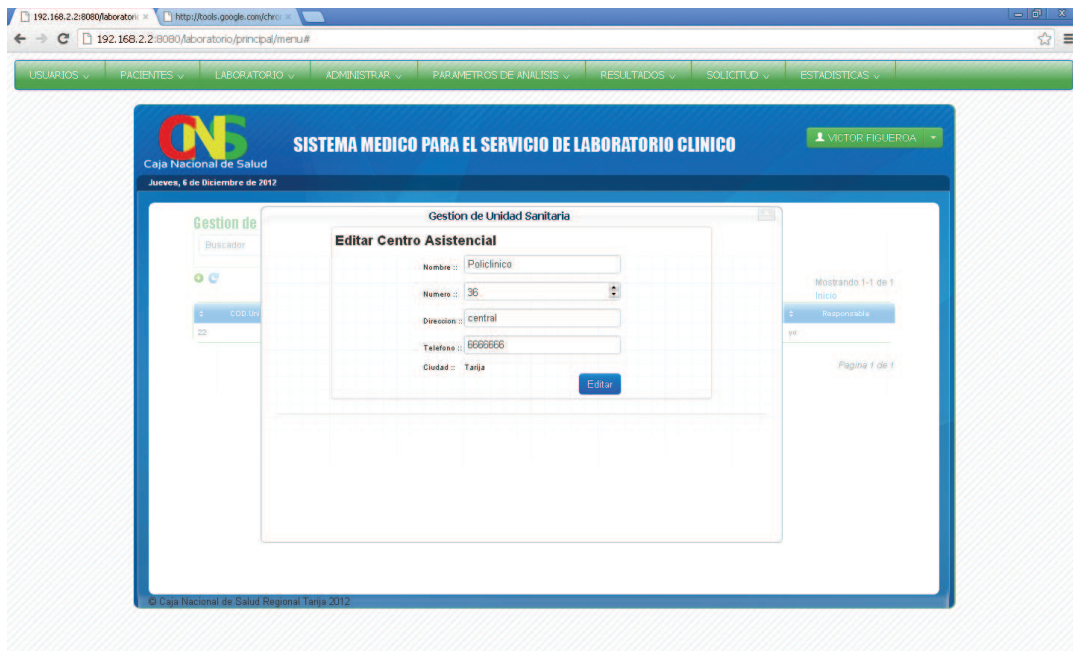 192.168.2.2:8080/laboratorio
http://tools.google.com/chro
192.168.2.2:8080/laboratorio/principal/menu#
USUARIOS PACIENTES LABORATORIO ADMINISTRAR PARAMETROS DE ANALISIS RESULTADOS SOLICITUD ESTADISTICAS
CNS
Caja Nacional de Salud
SISTEMA MEDICO PARA EL SERVICIO DE LABORATORIO CLINICO
VICTOR FIGUEROA
Jueves, 6 de Diciembre de 2012
Gestion de Unidad Sanitaria
Gestion de
Buscador
Editar Centro Asistencial
Nombre :: Policlinico
Numero :: 36
Direccion :: central
Telefono :: 6666666
Ciudad :: Tarija
Editar
Mostrando 1-1 de 1
Inicio
COD.Uni
Responsable
22
yo
Pagina 1 de 1
© Caja Nacional de Salud Regional Tarija 2012